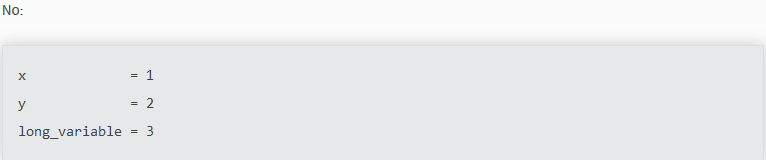 No:
x             = 1
y             = 2
long_variable = 3